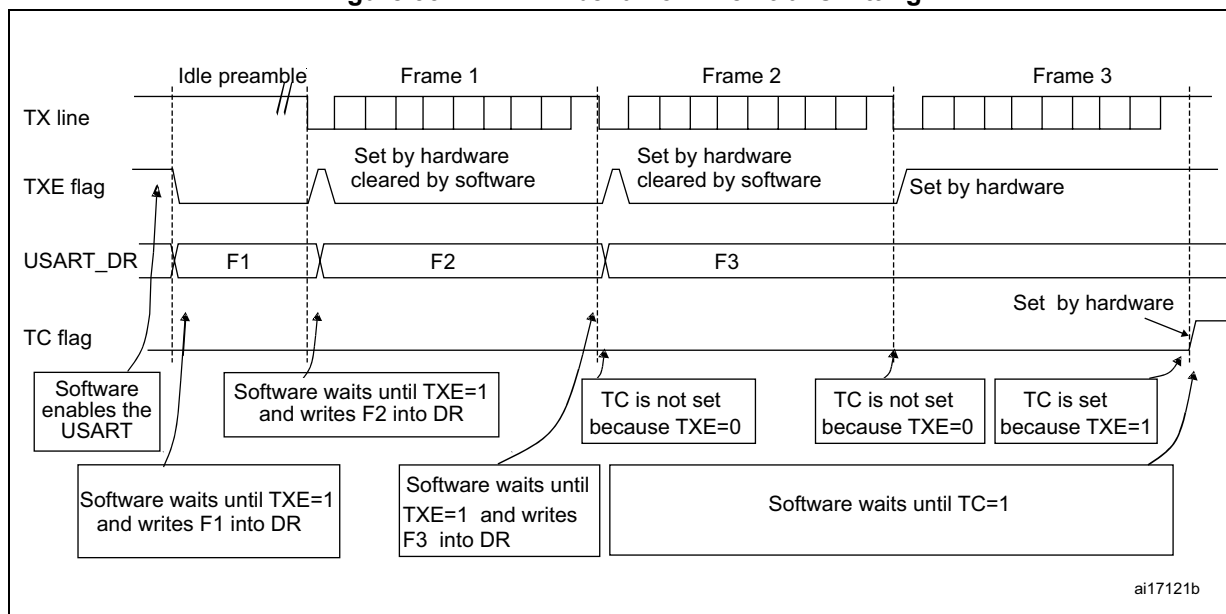 Idle preamble
Frame 1
Frame 2
Frame 3
TX line
Set by hardware
cleared by software
Set by hardware
cleared by software
TXE flag
Set by hardware
USART_DR
F1
F2
F3
Set by hardware
TC flag
Software
enables the
USART
Software waits until TXE=1
and writes F2 into DR
TC is not set
because TXE=0
TC is not set
because TXE=0
TC is set
because TXE=1
Software waits until TXE=1
and writes F1 into DR
Software waits until
TXE=1 and writes
F3 into DR
Software waits until TC=1
ai17121b